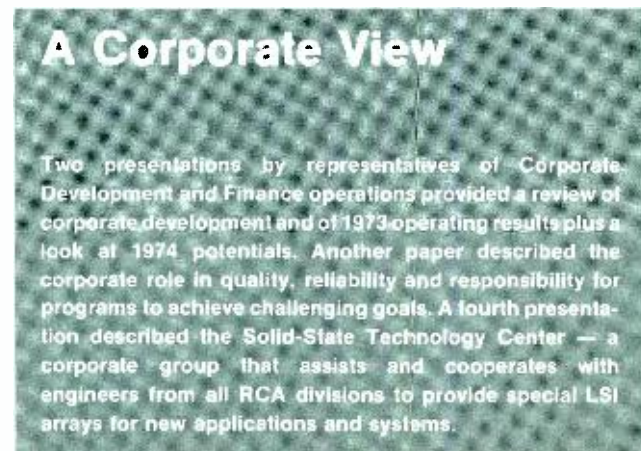 A Corporate View
Two presentations by representatives of Corporate
Development and Finance operations provided a review of
corporate development and of 1973 operating results plus a
look at 1974 potentials. Another paper described the
corporate role in quality, reliability and responsibility for
programs to achieve challenging goals. A fourth presenta-
tion described the Solid-State Technology Center — a
corporate group that assists and cooperates with
engineers from all RCA divisions to provide special LSI
arrays for new applications and systems.